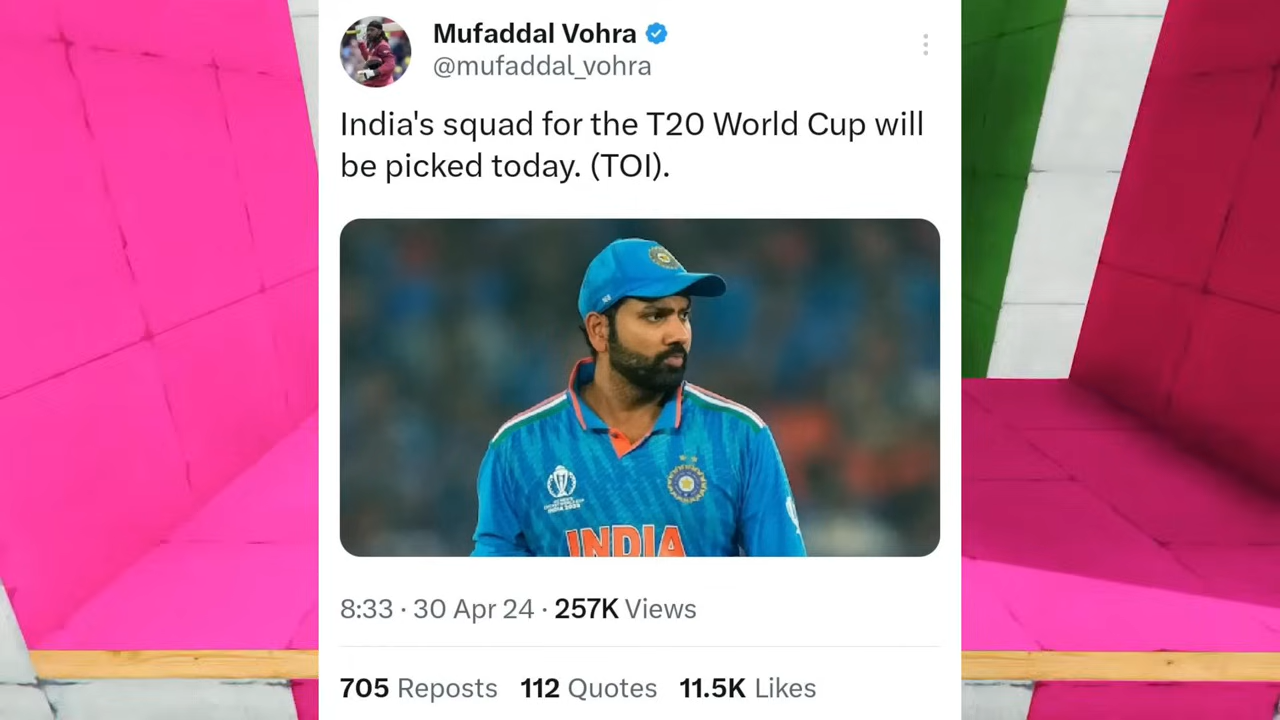 Mufaddal Vohra
@mufaddal_vohra
India's squad for the T20 World Cup will
be picked today. (TOI).
INDIA
8:33 · 30 Apr 24 · 257K Views
705 Reposts 112 Quotes 11.5K Likes